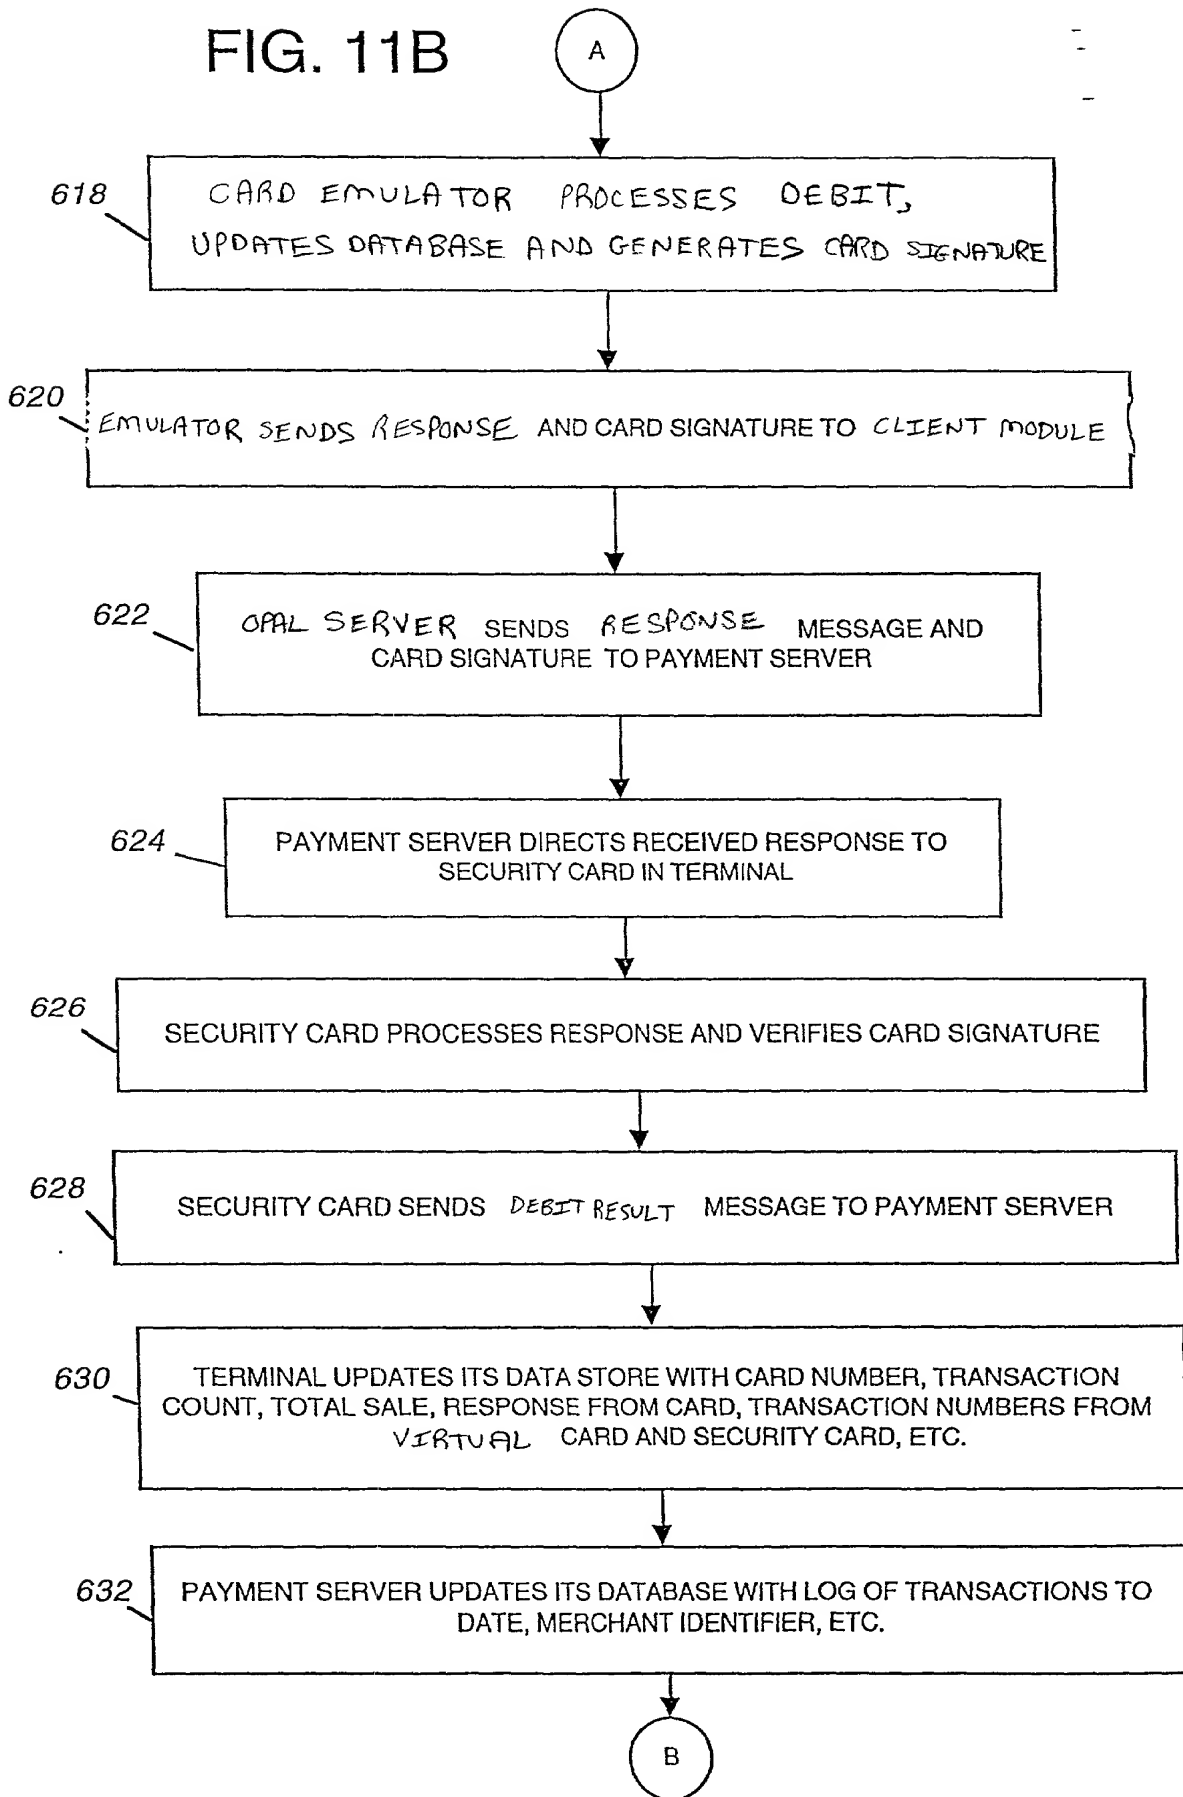 FIG. 11B
A
618
CARD EMULATOR PROCESSES DEBIT,
UPDATES DATABASE AND GENERATES CARD SIGNATURE
620
EMULATOR SENDS RESPONSE AND CARD SIGNATURE TO CLIENT MODULE
622
OPAL SERVER SENDS RESPONSE MESSAGE AND
CARD SIGNATURE TO PAYMENT SERVER
624
PAYMENT SERVER DIRECTS RECEIVED RESPONSE TO
SECURITY CARD IN TERMINAL
626
SECURITY CARD PROCESSES RESPONSE AND VERIFIES CARD SIGNATURE
628
SECURITY CARD SENDS DEBIT RESULT MESSAGE TO PAYMENT SERVER
630
TERMINAL UPDATES ITS DATA STORE WITH CARD NUMBER, TRANSACTION
COUNT, TOTAL SALE, RESPONSE FROM CARD, TRANSACTION NUMBERS FROM
VIRTUAL CARD AND SECURITY CARD, ETC.
632
PAYMENT SERVER UPDATES ITS DATABASE WITH LOG OF TRANSACTIONS TO
DATE, MERCHANT IDENTIFIER, ETC.
B